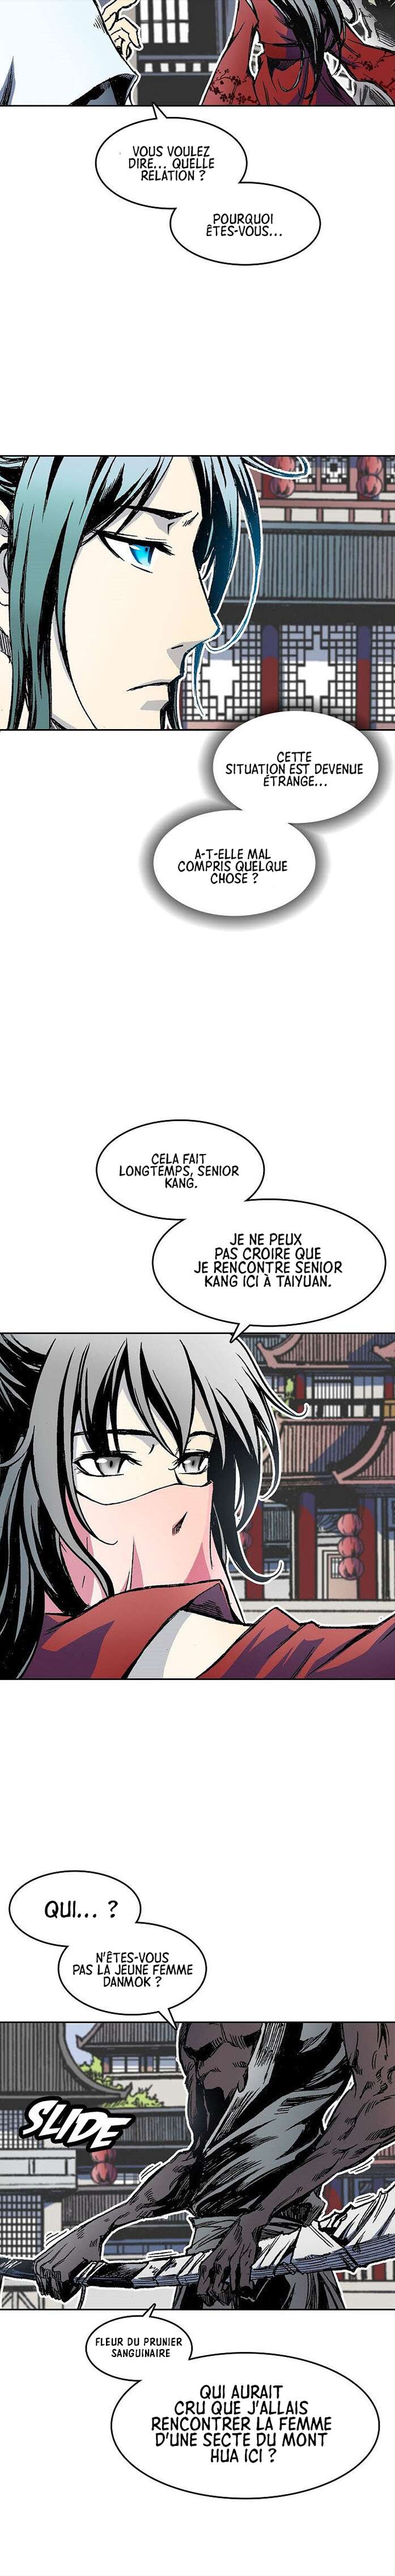 VOUS VOULEZ
DIRE... QUELLE
RELATION ?
POURQUOI
ÊTES-VOUS...
CETTE
SITUATION EST DEVENUE
ÉTRANGE...
A-T-ELLE MAL
COMPRIS QUELQUE
CHOSE ?
CELA FAIT
LONGTEMPS, SENIOR
KANG.
JE NE PEUX
PAS CROIRE QUE
JE RENCONTRE SENIOR
KANG ICI À TAIYUAN.
QUI... ?
N'ÊTES-VOUS
PAS LA JEUNE FEMME
DANMOK ?
SLIDE
FLEUR DU PRUNIER
SANGUINAIRE
QUI AURAIT
CRU QUE J'ALLAIS
RENCONTRER LA FEMME
D'UNE SECTE DU MONT
HUA ICI ?